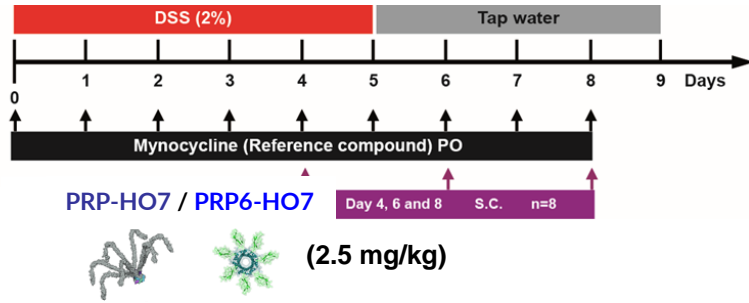 DSS (2%) Tap water
1 2 3 4 5 6 7 8 9 Days
0
Mynocycline (Reference compound) PO
PRP-HO7 / PRP6-HO7 Day 4, 6 and 8 S.C. n=8
(2.5 mg/kg)